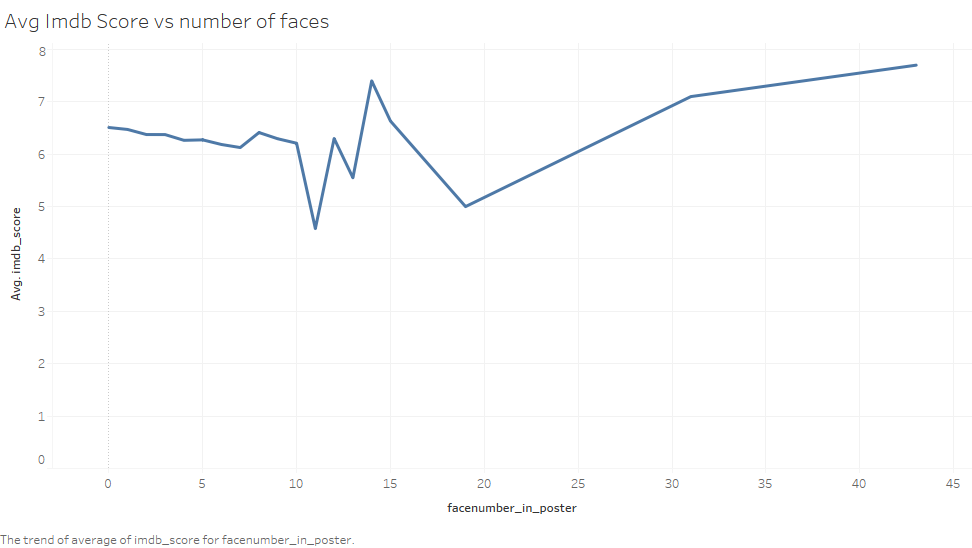 Avg Imdb Score vs number of faces
8
7
6
5
4
3
2
1
0
Avg. imdb_score
0 5 10 15 20 25 30 35 40 45
facenumber_in_poster
The trend of average of imdb_score for facenumber_in_poster.